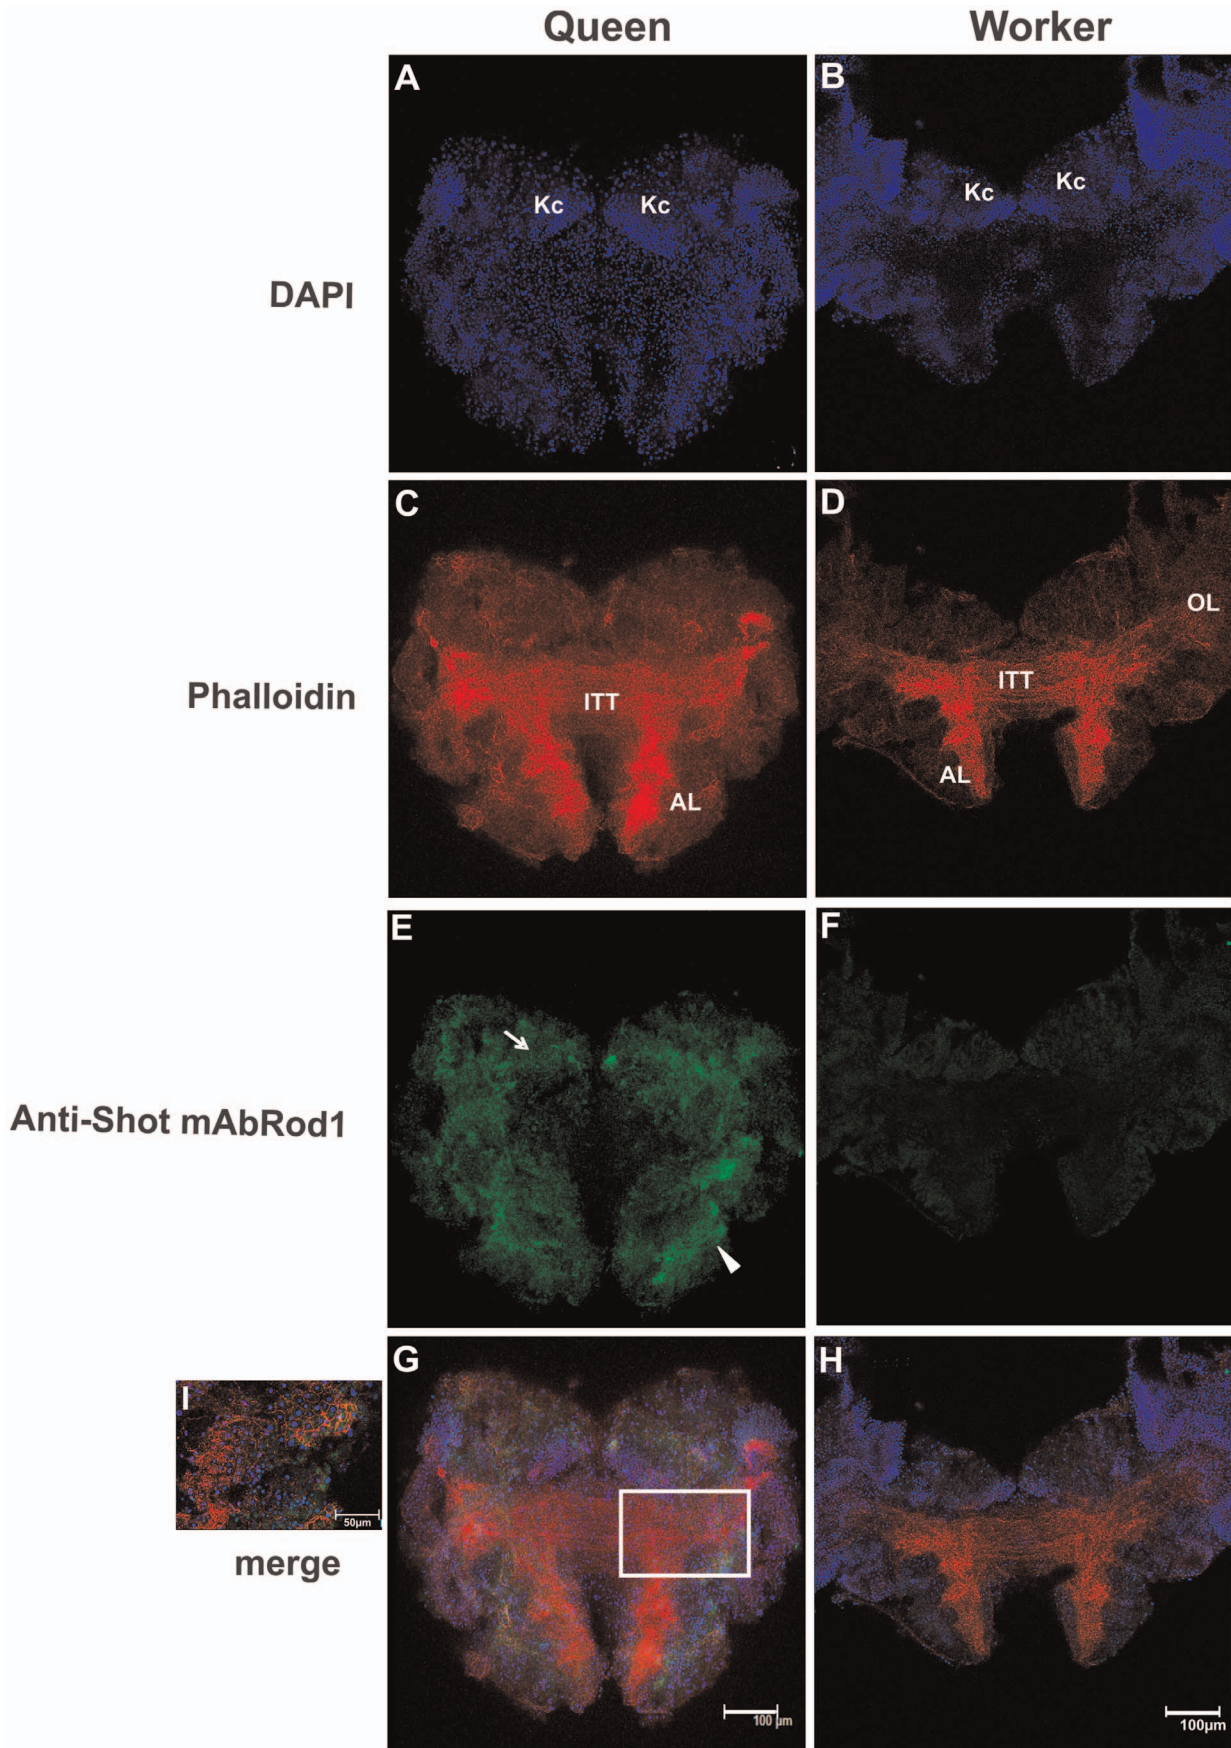 Queen Worker
A B
Kc Kc Kc Kc
DAPI
C D
OL
Phalloidin ITT ITT
AL AL
E F
Anti-Shot mAbRod1
G H
I
50µm
merge
100 µm 100µm